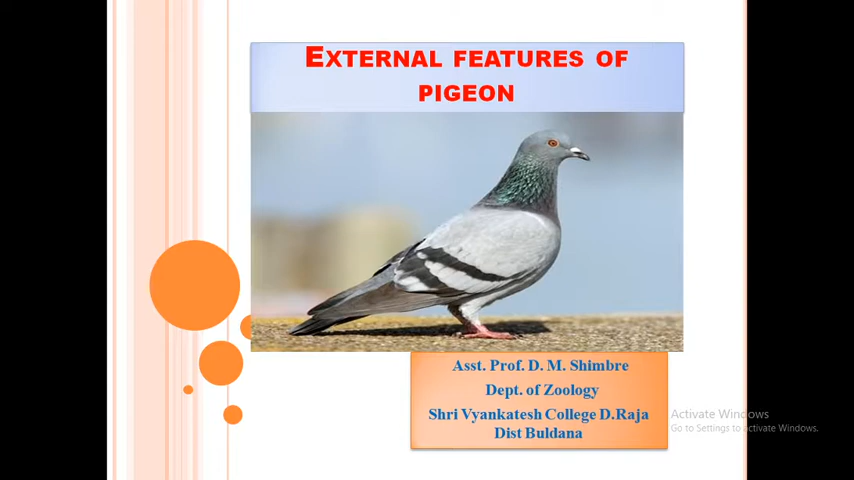 EXTERNAL FEATURES OF
PIGEON
Asst. Prof. D. M. Shimbre
Dept. of Zoology
Shri Vyankatesh College D.Raja
Dist Buldana
Activate Windows
Go to Settings to Activate Windows.